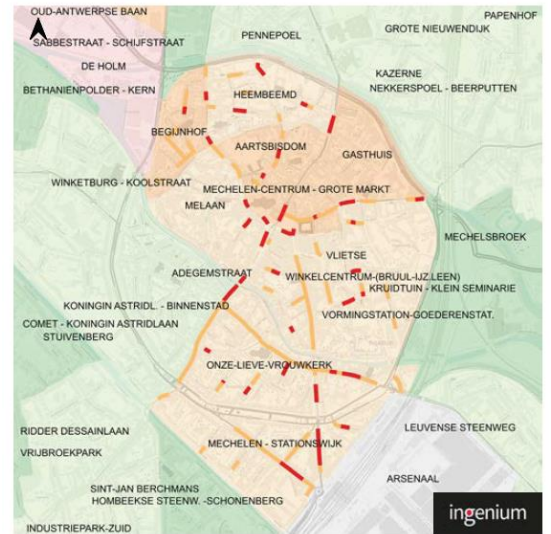 OUD-ANTWERPSE BAAN
PAPENHOF
GROTE NIEUWENDIJK
PENNEPOEL
SABBESTRAAT - SCHIJFSTRAAT
DE HOLM
KAZERNE
BETHANIËNPOLDER - KERN
NEKKERSPOEL - BEERPUTTEN
HEEMBEEMD
BEGIJNHOF
AARTSBISDOM
GASTHUIS
WINKETBURG - KOOLSTRAAT
MECHELEN-CENTRUM - GROTE MARKT
MELAAN
MECHELSBROEK
VLIETSE
ADEGEMSTRAAT
WINKELCENTRUM-(BRUUL-IJZ.LEEN)
KRUIDTUIN - KLEIN SEMINARIE
KONINGIN ASTRIDL. - BINNENSTAD
VORMINGSTATION-GOEDERENSTAT.
COMET - KONINGIN ASTRIDLAAN
STUIVENBERG
ONZE-LIEVE-VROUWKERK
RIDDER DESSAINLAAN
LEUVENSE STEENWEG
MECHELEN - STATIONSWIJK
VRIJBROEKPARK
ARSENAAL
SINT-JAN BERCHMANS
HOMBEEKSE STEENW. -SCHONENBERG
INDUSTRIEPARK-ZUID
ingenium